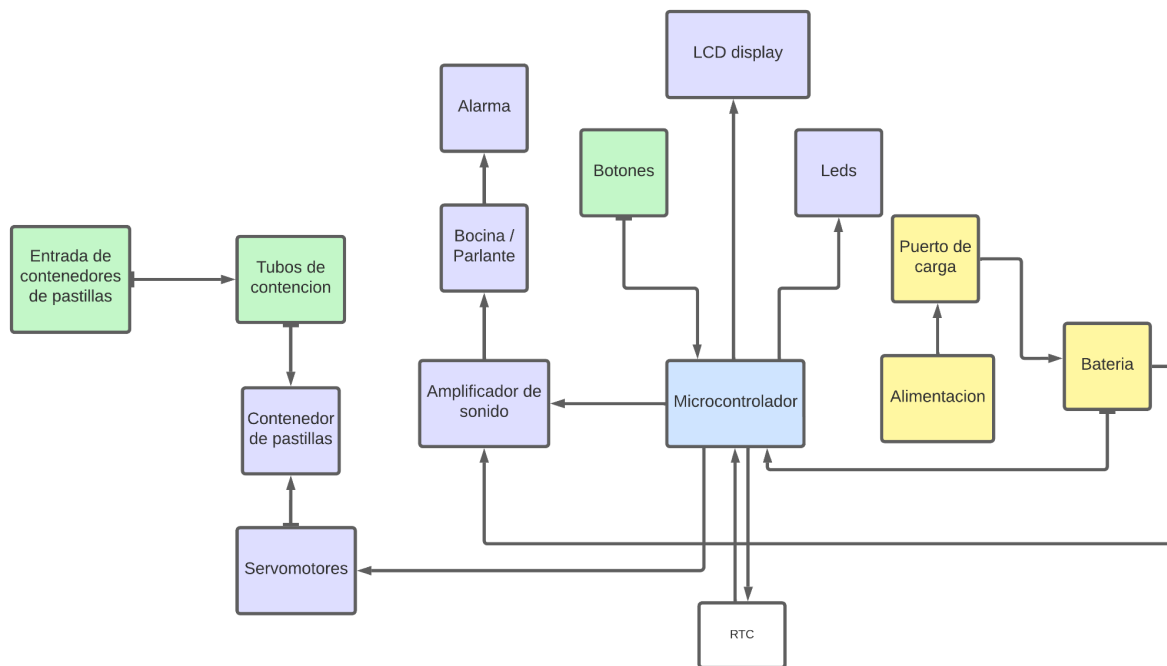 LCD display
Alarma
Botones
Leds
Bocina /
Parlante
Entrada de
contenedores
de pastillas
Tubos de
contencion
Puerto de
carga
Bateria
Amplificador de
sonido
Microcontrolador
Alimentacion
Contenedor
de pastillas
Servomotores
RTC